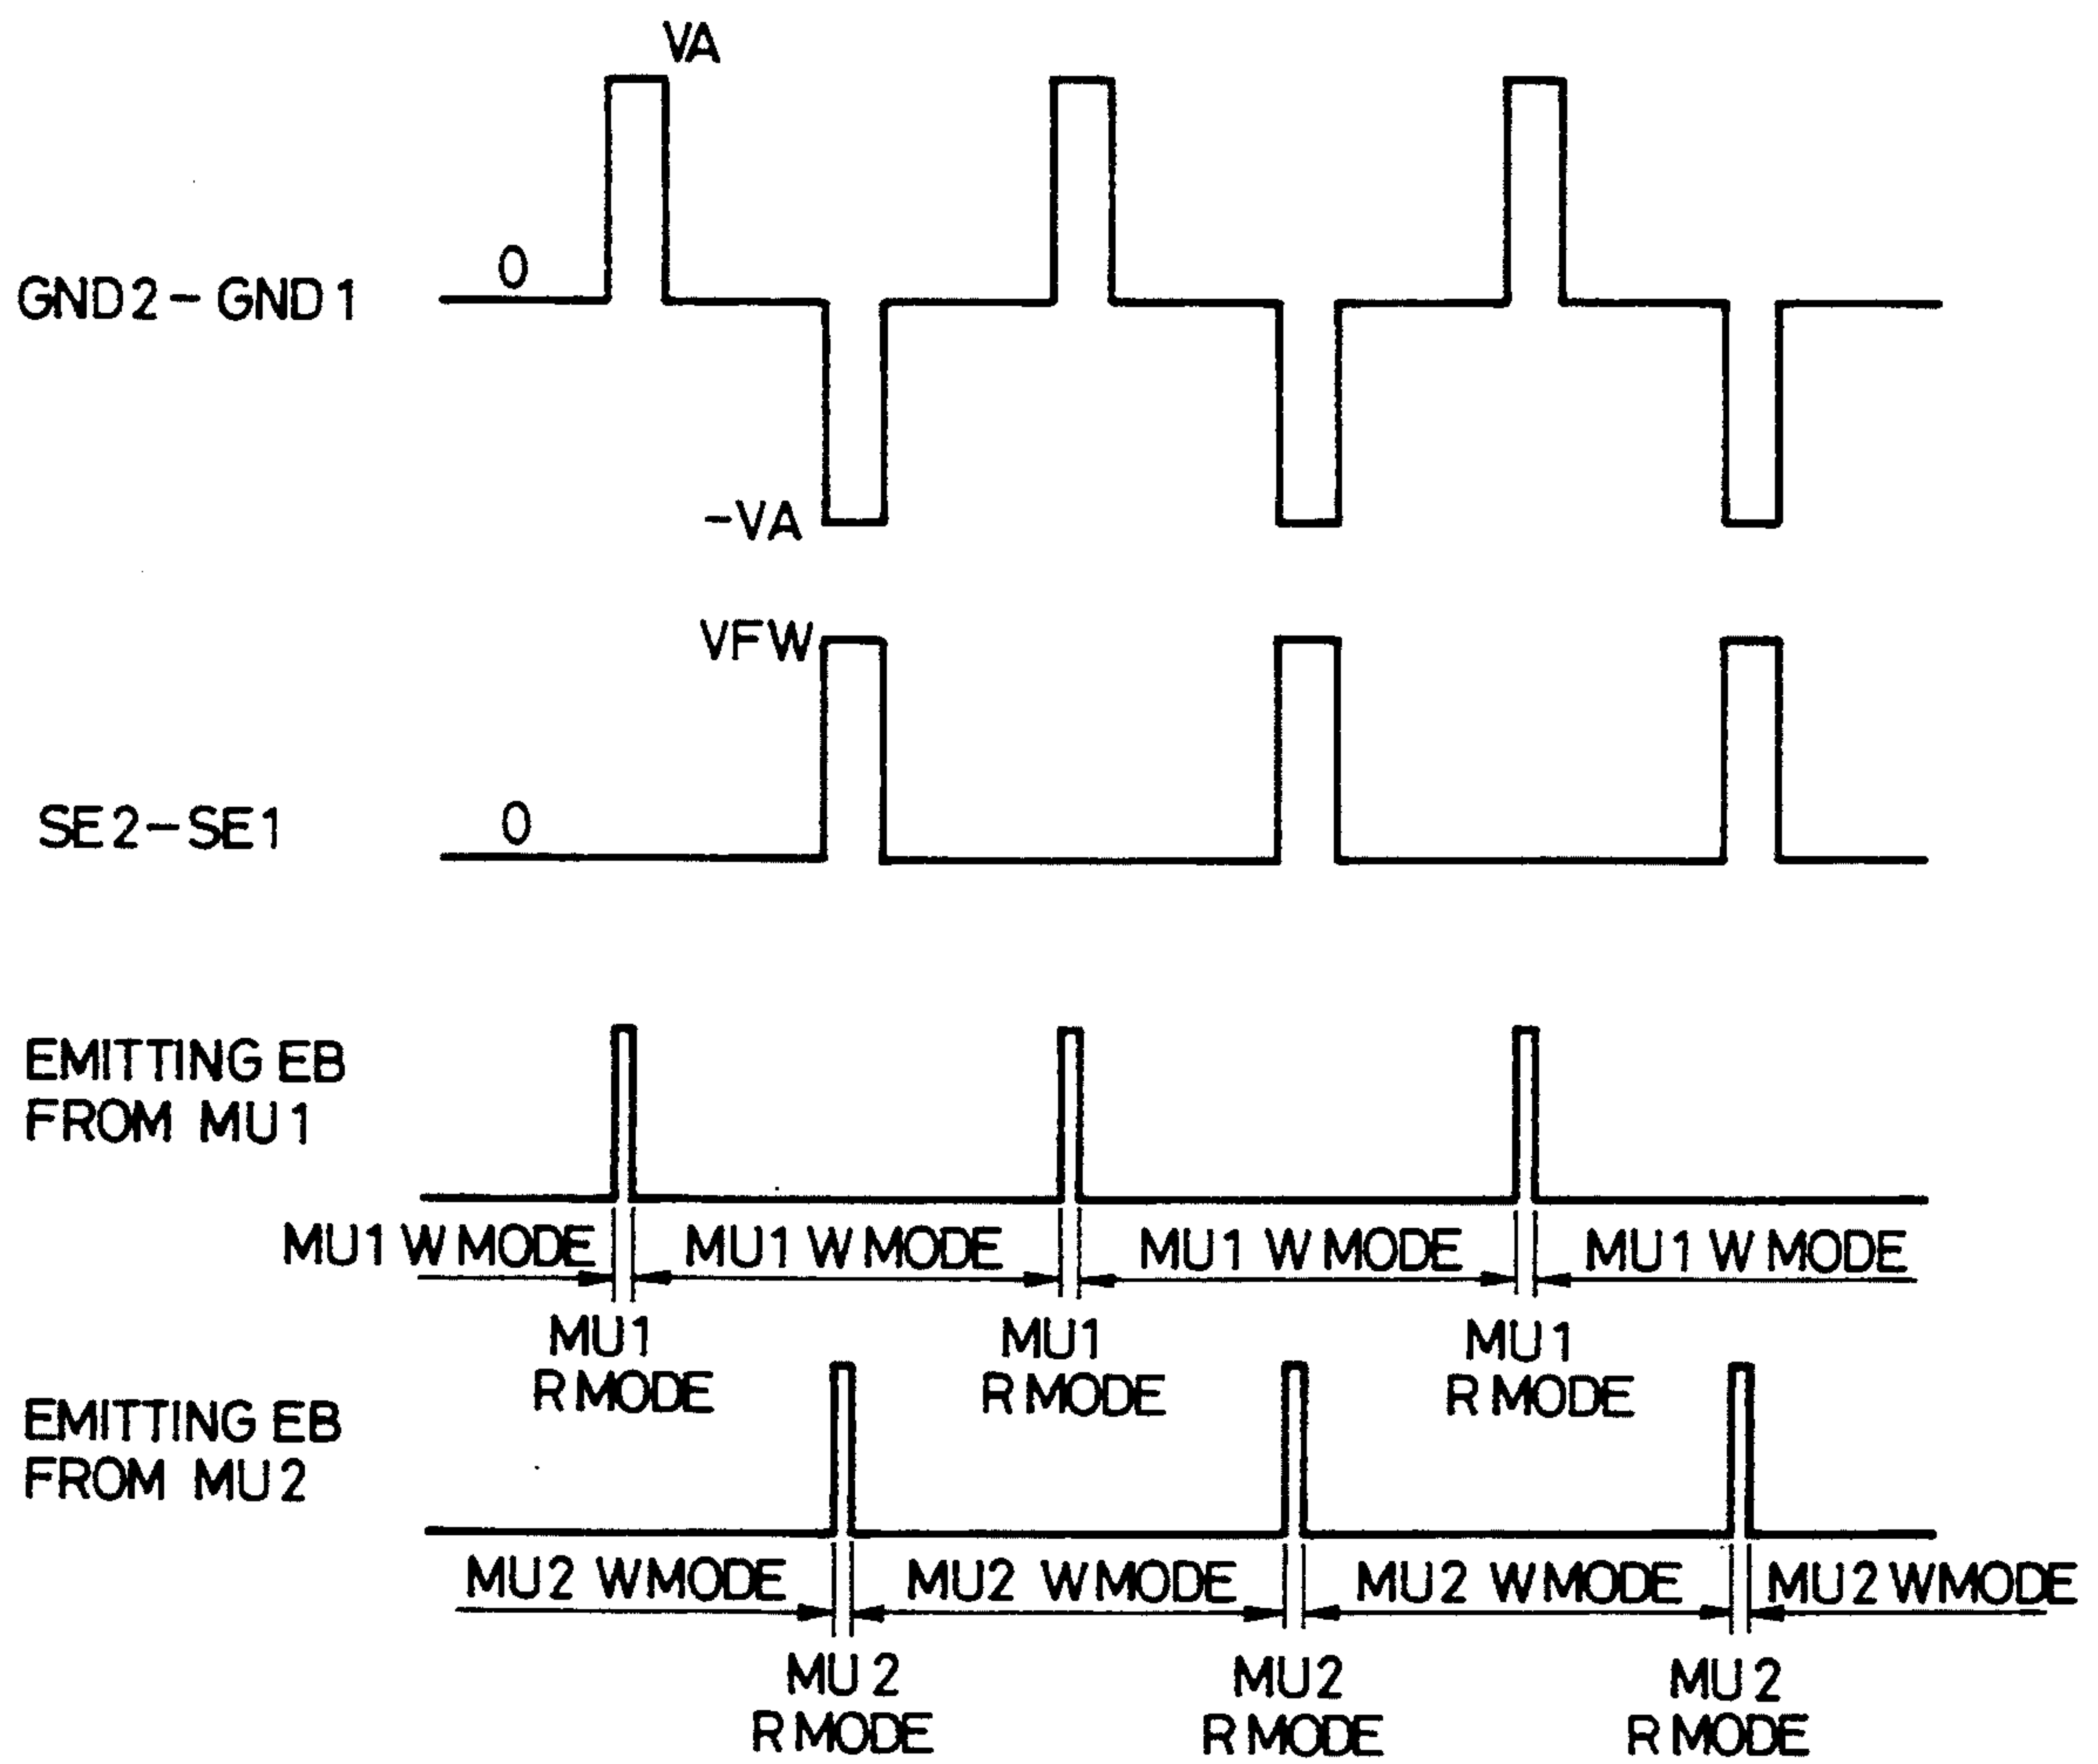 VA
0
GND2-GND1
-VA
VFW
SE2-SE1
0
EMITTING EB
FROM MU1
MU1 W MODE
MU1 W MODE
MU1 W MODE
MU1 W MODE
MU1
R MODE
MU1
R MODE
MU1
R MODE
EMITTING EB
FROM MU2
MU2 WMODE
MU2 WMODE
MU2 WMODE
MU2 WMODE
MU2
R MODE
MU2
R MODE
MU2
R MODE